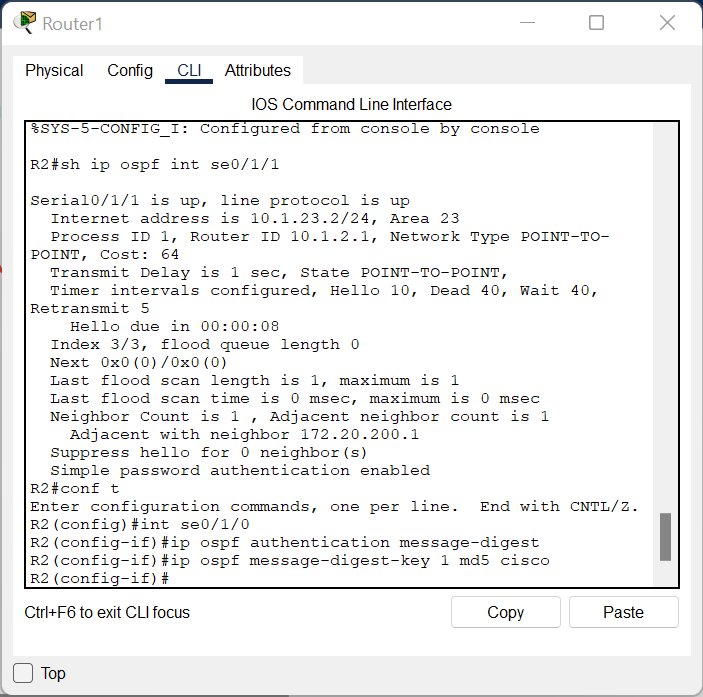 Router1
Physical Config CLI Attributes
IOS Command Line Interface
%SYS-5-CONFIG_I: Configured from console by console
R2#sh ip ospf int se0/1/1
Serial0/1/1 is up, line protocol is up
Internet address is 10.1.23.2/24, Area 23
Process ID 1, Router ID 10.1.2.1, Network Type POINT-TO-
POINT, Cost: 64
Transmit Delay is 1 sec, State POINT-TO-POINT,
Timer intervals configured, Hello 10, Dead 40, Wait 40,
Retransmit 5
Hello due in 00:00:08
Index 3/3, flood queue length 0
Next 0x0(0)/0x0(0)
Last flood scan length is 1, maximum is 1
Last flood scan time is 0 msec, maximum is 0 msec
Neighbor Count is 1 , Adjacent neighbor count is 1
Adjacent with neighbor 172.20.200.1
Suppress hello for 0 neighbor(s)
Simple password authentication enabled
R2#conf t
Enter configuration commands, one per line.  End with CNTL/Z.
R2(config)#int se0/1/0
R2(config-if)#ip ospf authentication message-digest
R2(config-if)#ip ospf message-digest-key 1 md5 cisco
R2(config-if)#
Ctrl+F6 to exit CLI focus
Copy
Paste
Top